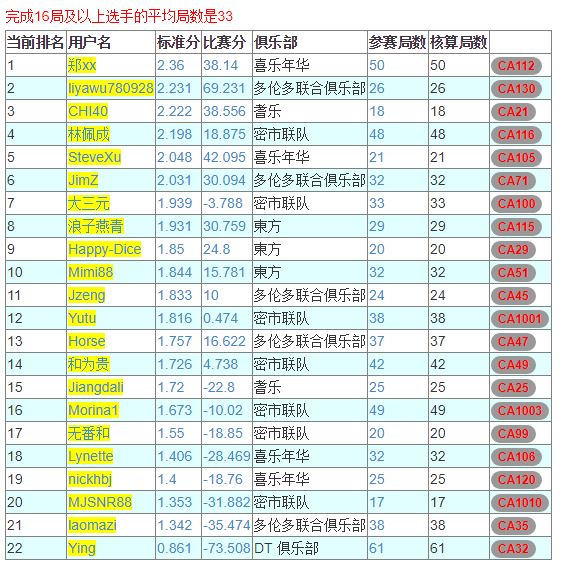 完成16局及以上选手的平均局数是33
当前排名 用户名 标准分 比赛分 俱乐部 参赛局数 核算局数
1 郑xx 2.36 38.14 喜乐年华 50 50 CA112
2 liyawu780928 2.231 69.231 多伦多联合俱乐部 26 26 CA130
3 CHI40 2.222 38.556 耆乐 18 18 CA21
4 林佩成 2.198 18.875 密市联队 48 48 CA116
5 SteveXu 2.048 42.095 喜乐年华 21 21 CA105
6 JimZ 2.031 30.094 多伦多联合俱乐部 32 32 CA71
7 大三元 1.939 -3.788 密市联队 33 33 CA100
8 浪子燕青 1.931 30.759 東方 29 29 CA115
9 Happy-Dice 1.85 24.8 東方 20 20 CA29
10 Mimi88 1.844 15.781 東方 32 32 CA51
11 Jzeng 1.833 10 多伦多联合俱乐部 24 24 CA45
12 Yutu 1.816 0.474 密市联队 38 38 CA1001
13 Horse 1.757 16.622 多伦多联合俱乐部 37 37 CA47
14 和为贵 1.726 4.738 密市联队 42 42 CA49
15 Jiangdali 1.72 -22.8 耆乐 25 25 CA25
16 Morina1 1.673 -10.02 密市联队 49 49 CA1003
17 无番和 1.55 -18.85 密市联队 20 20 CA99
18 Lynette 1.406 -28.469 喜乐年华 32 32 CA106
19 nickhbj 1.4 -18.76 喜乐年华 25 25 CA120
20 MJSNR88 1.353 -31.882 密市联队 17 17 CA1010
21 laomazi 1.342 -35.474 多伦多联合俱乐部 38 38 CA35
22 Ying 0.861 -73.508 DT 俱乐部 61 61 CA32